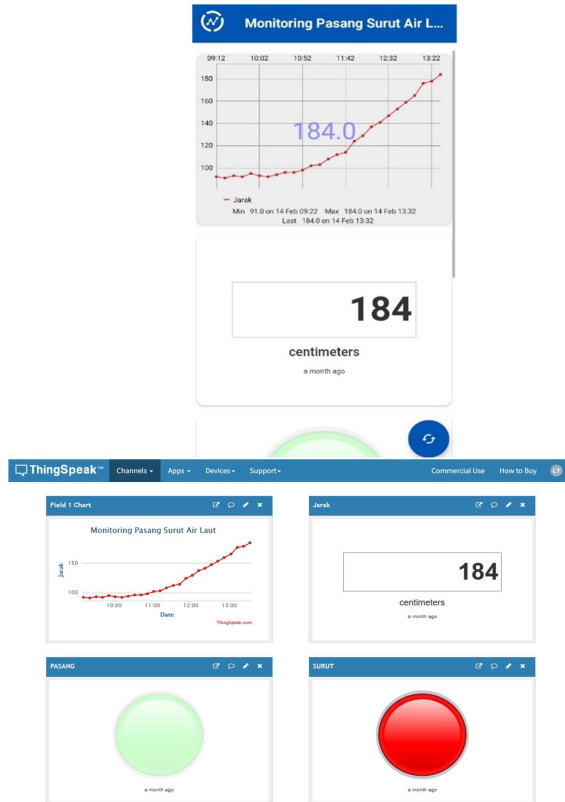 Monitoring Pasang Surut Air L...
09:12 10:02 10:52 11:42 12:32 13:22
180
160
140
120
100
184.0
Jarak
Min 91.0 on 14 Feb 09:22 Max 184.0 on 14 Feb 13:32
Last 184.0 on 14 Feb 13:32
184
centimeters
a month ago
ThingSpeak™ Channels Apps Devices Support Commercial Use How to Buy LT
Field 1 Chart
Monitoring Pasang Surut Air Laut
Jarak
150
100
10:00 11:00 12:00 13:00
Date
ThingSpeak.com
Jarak
184
centimeters
a month ago
PASANG
a month ago
SURUT
a month ago